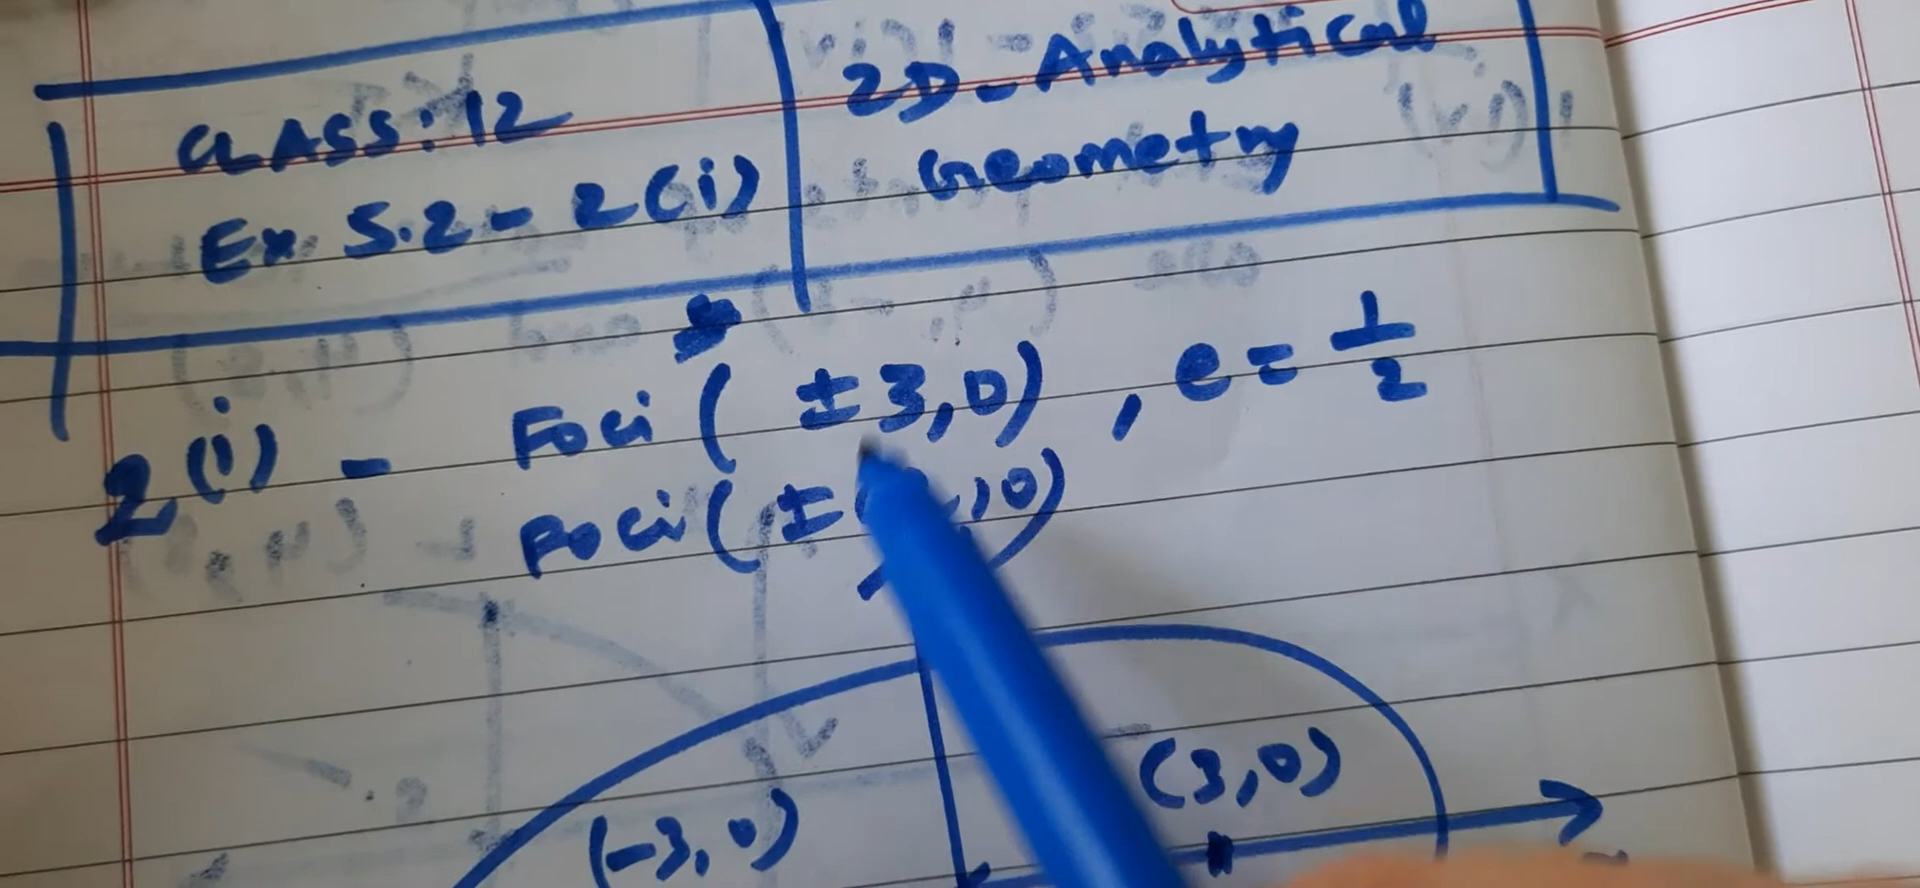 CLASS: 12
Ex 5.2 - 2(i)
2D - Analytical
Geometry
2(i) - Foci (±3,0), e = 1/2
Foci (± ,0)
(3,0)
(-3,0)